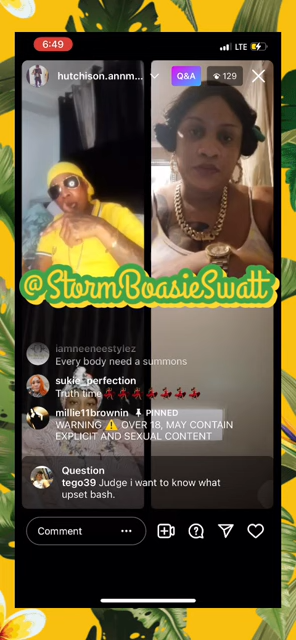 6:49
LTE
hutchison.annm...
Q&A
129
@StormBoasieSwatt
iamneeneestylez
Every body need a summons
sukie_perfection
Truth time💃💃💃💃💃💃💃
millie11brownin PINNED
WARNING ⚠️ OVER 18, MAY CONTAIN
EXPLICIT AND SEXUAL CONTENT
Question
tego39 Judge i want to know what
upset bash.
Comment